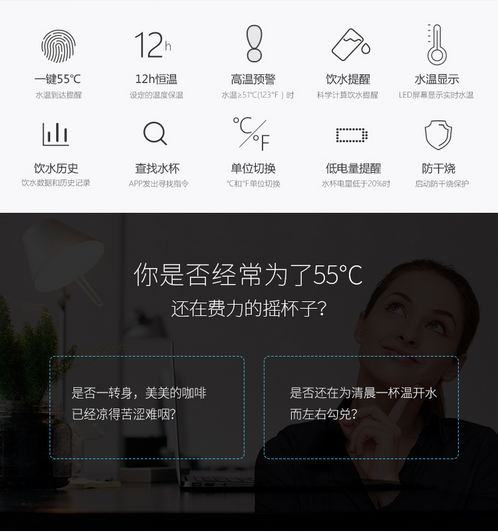 12h
°C/°F
一键55℃
12h恒温
高温预警
饮水提醒
水温显示
水温到达提醒
设定的温度保温
水温≥51℃(123°F）时
科学计算饮水提醒
LED屏幕显示实时水温
饮水历史
查找水杯
单位切换
低电量提醒
防干烧
饮水数据和历史记录
APP发出寻找指令
℃和°F单位切换
水杯电量低于20%时
启动防干烧保护
你是否经常为了55℃
还在费力的摇杯子?
是否一转身，美美的咖啡
已经凉得苦涩难咽?
是否还在为清晨一杯温开水
而左右勾兑?